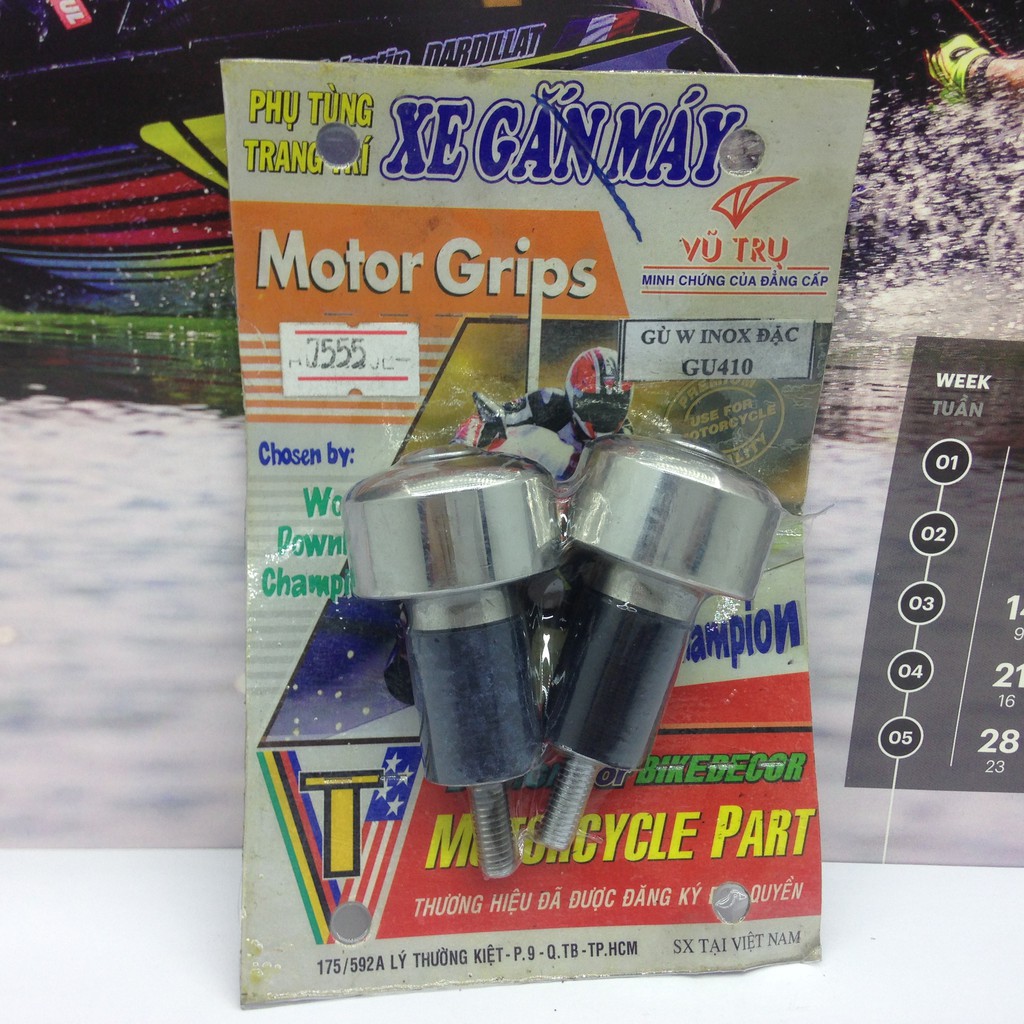 DARDILLAT
PHỤ TÙNG
TRANG TRÍ
XE GẮN MÁY
VŨ TRỤ
MINH CHỨNG CỦA ĐẲNG CẤP
Motor Grips
GÙ W INOX ĐẶC
GU410
7555
PREMIUM
USE FOR
MOTORCYCLE
Chosen by:
T
OF BIKEDECOR
MOTORCYCLE PART
THƯƠNG HIỆU ĐÃ ĐƯỢC ĐĂNG KÝ QUYỀN
175/592A LÝ THƯỜNG KIỆT - P.9 - Q.TB - TP.HCM
SX TẠI VIỆT NAM
WEEK
TUẦN
01
02
03
04
05
21
16
28
23